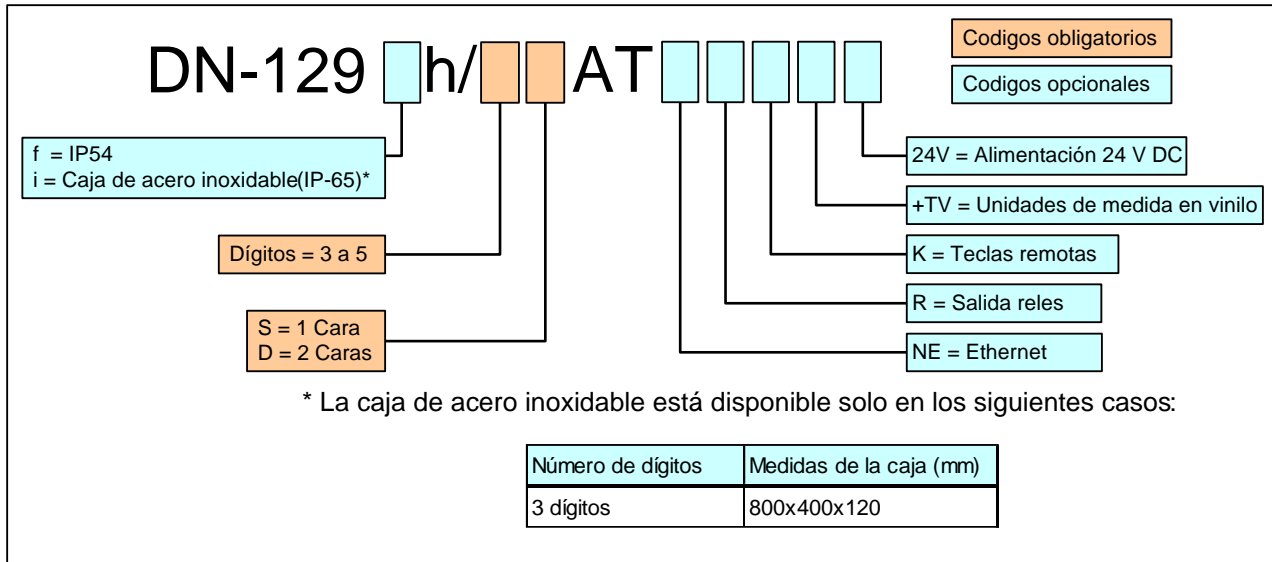 DN-129 h/ AT
Codigos obligatorios
Codigos opcionales
f = IP54
i = Caja de acero inoxidable(IP-65)*
Dígitos = 3 a 5
S = 1 Cara
D = 2 Caras
24V = Alimentación 24 V DC
+TV = Unidades de medida en vinilo
K = Teclas remotas
R = Salida reles
NE = Ethernet
* La caja de acero inoxidable está disponible solo en los siguientes casos:
Número de dígitos Medidas de la caja (mm)
3 dígitos 800x400x120